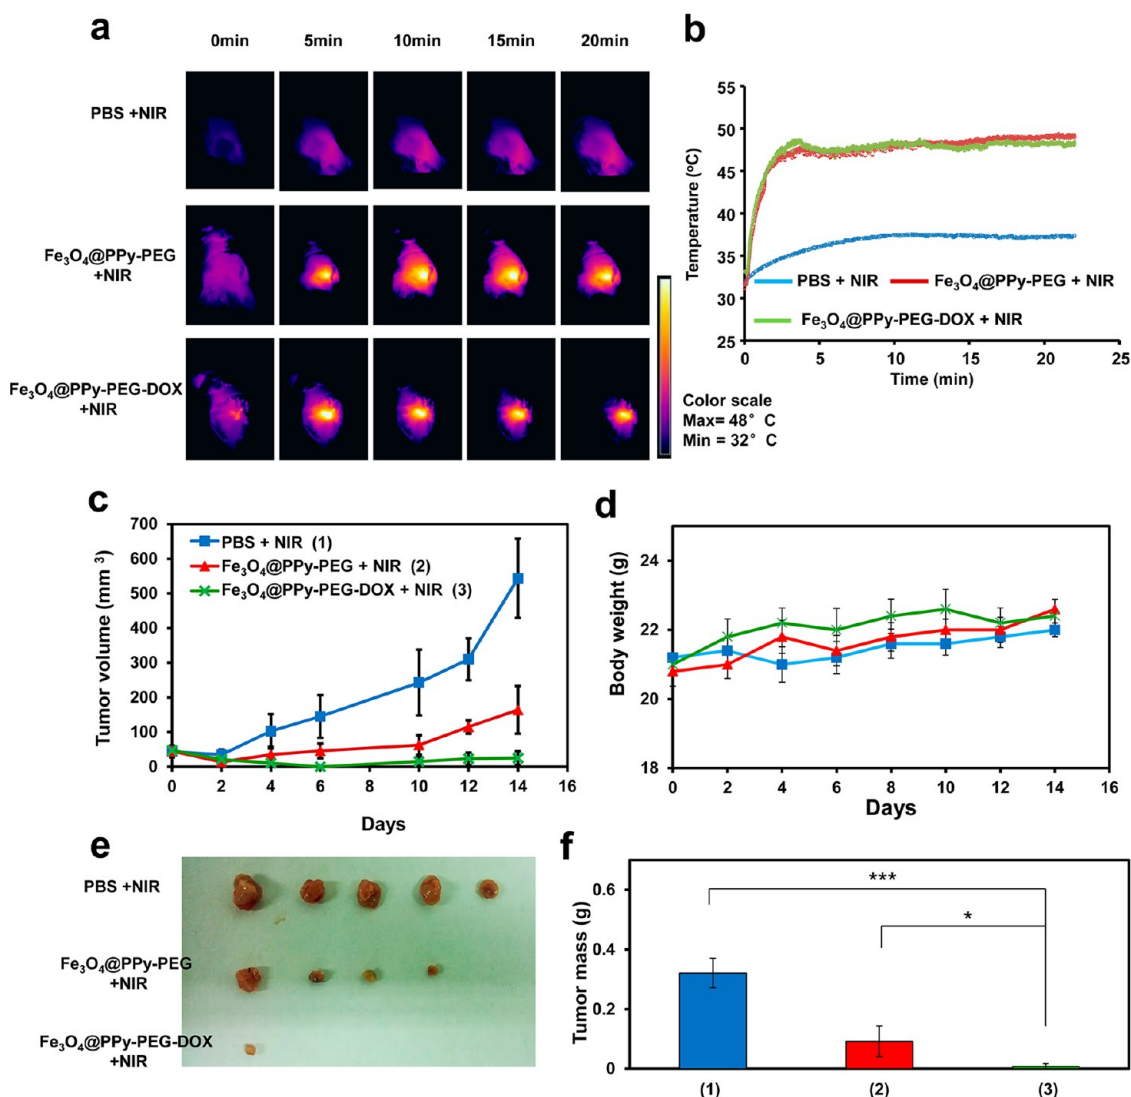 a
0min 5min 10min 15min 20min
PBS +NIR
Fe₃O₄@PPy-PEG
+NIR
Fe₃O₄@PPy-PEG-DOX
+NIR
Color scale
Max= 48° C
Min = 32° C
b
Temperature (°C)
55
50
45
40
35
30
25
PBS + NIR Fe₃O₄@PPy-PEG + NIR
Fe₃O₄@PPy-PEG-DOX + NIR
0 5 10 15 20 25
Time (min)
c
Tumor volume (mm ³)
700
600
500
400
300
200
100
0
PBS + NIR (1)
Fe₃O₄@PPy-PEG + NIR (2)
Fe₃O₄@PPy-PEG-DOX + NIR (3)
0 2 4 6 8 10 12 14 16
Days
d
Body weight (g)
24
22
20
18
0 2 4 6 8 10 12 14 16
Days
e
PBS +NIR
Fe₃O₄@PPy-PEG
+NIR
Fe₃O₄@PPy-PEG-DOX
+NIR
f
Tumor mass (g)
0.6
0.4
0.2
0
***
*
(1) (2) (3)